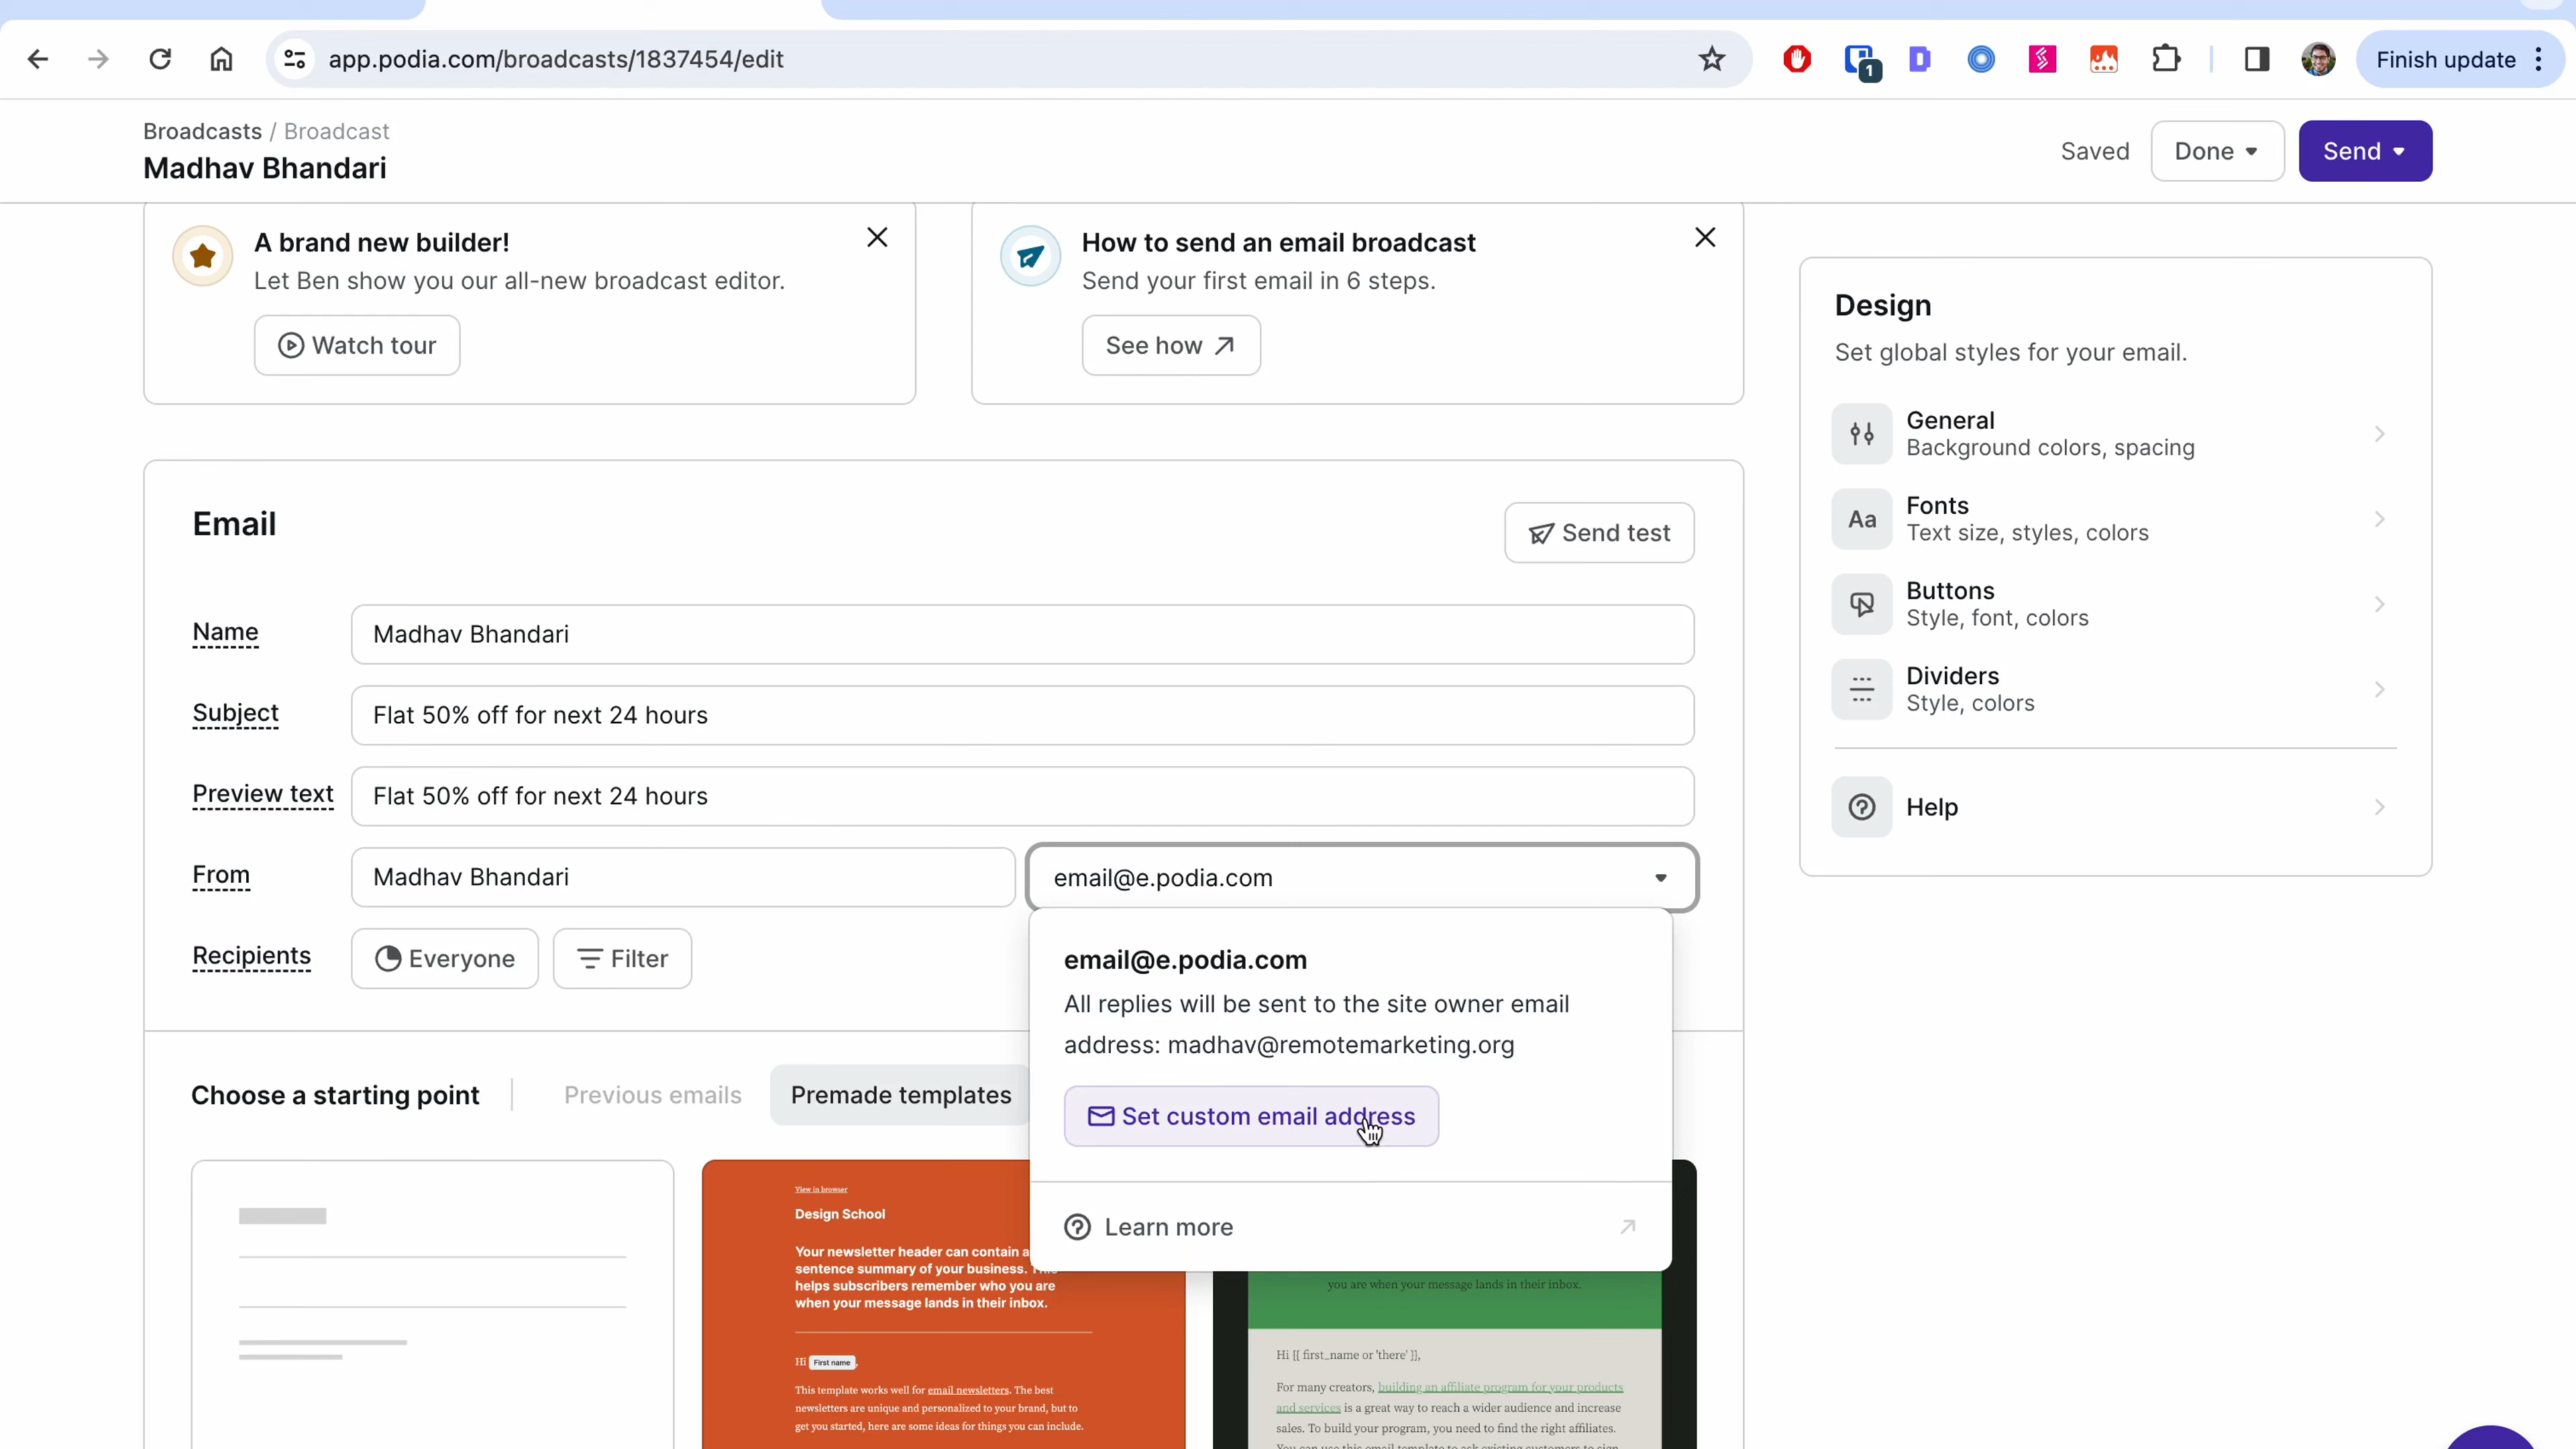 app.podia.com/broadcasts/1837454/edit
1
Finish update
Broadcasts / Broadcast
Madhav Bhandari
Saved
Done
Send
A brand new builder!
Let Ben show you our all-new broadcast editor.
Watch tour
How to send an email broadcast
Send your first email in 6 steps.
See how
Design
Set global styles for your email.
General
Background colors, spacing
Aa
Fonts
Text size, styles, colors
Buttons
Style, font, colors
Dividers
Style, colors
Help
Email
Send test
Name
Madhav Bhandari
Subject
Flat 50% off for next 24 hours
Preview text
Flat 50% off for next 24 hours
From
Madhav Bhandari
email@e.podia.com
Recipients
Everyone
Filter
email@e.podia.com
All replies will be sent to the site owner email
address: madhav@remotemarketing.org
Set custom email address
Learn more
Choose a starting point
Previous emails
Premade templates
View in browser
Design School
Your newsletter header can contain a
sentence summary of your business.
helps subscribers remember who you are
when your message lands in their inbox.
Hi First name,
This template works well for email newsletters. The best
newsletters are unique and personalized to your brand, but to
get you started, here are some ideas for things you can include.
you are when your message lands in their inbox.
Hi {{ first_name or 'there' }},
For many creators, building an affiliate program for your products
and services is a great way to reach a wider audience and increase
sales. To build your program, you need to find the right affiliates.